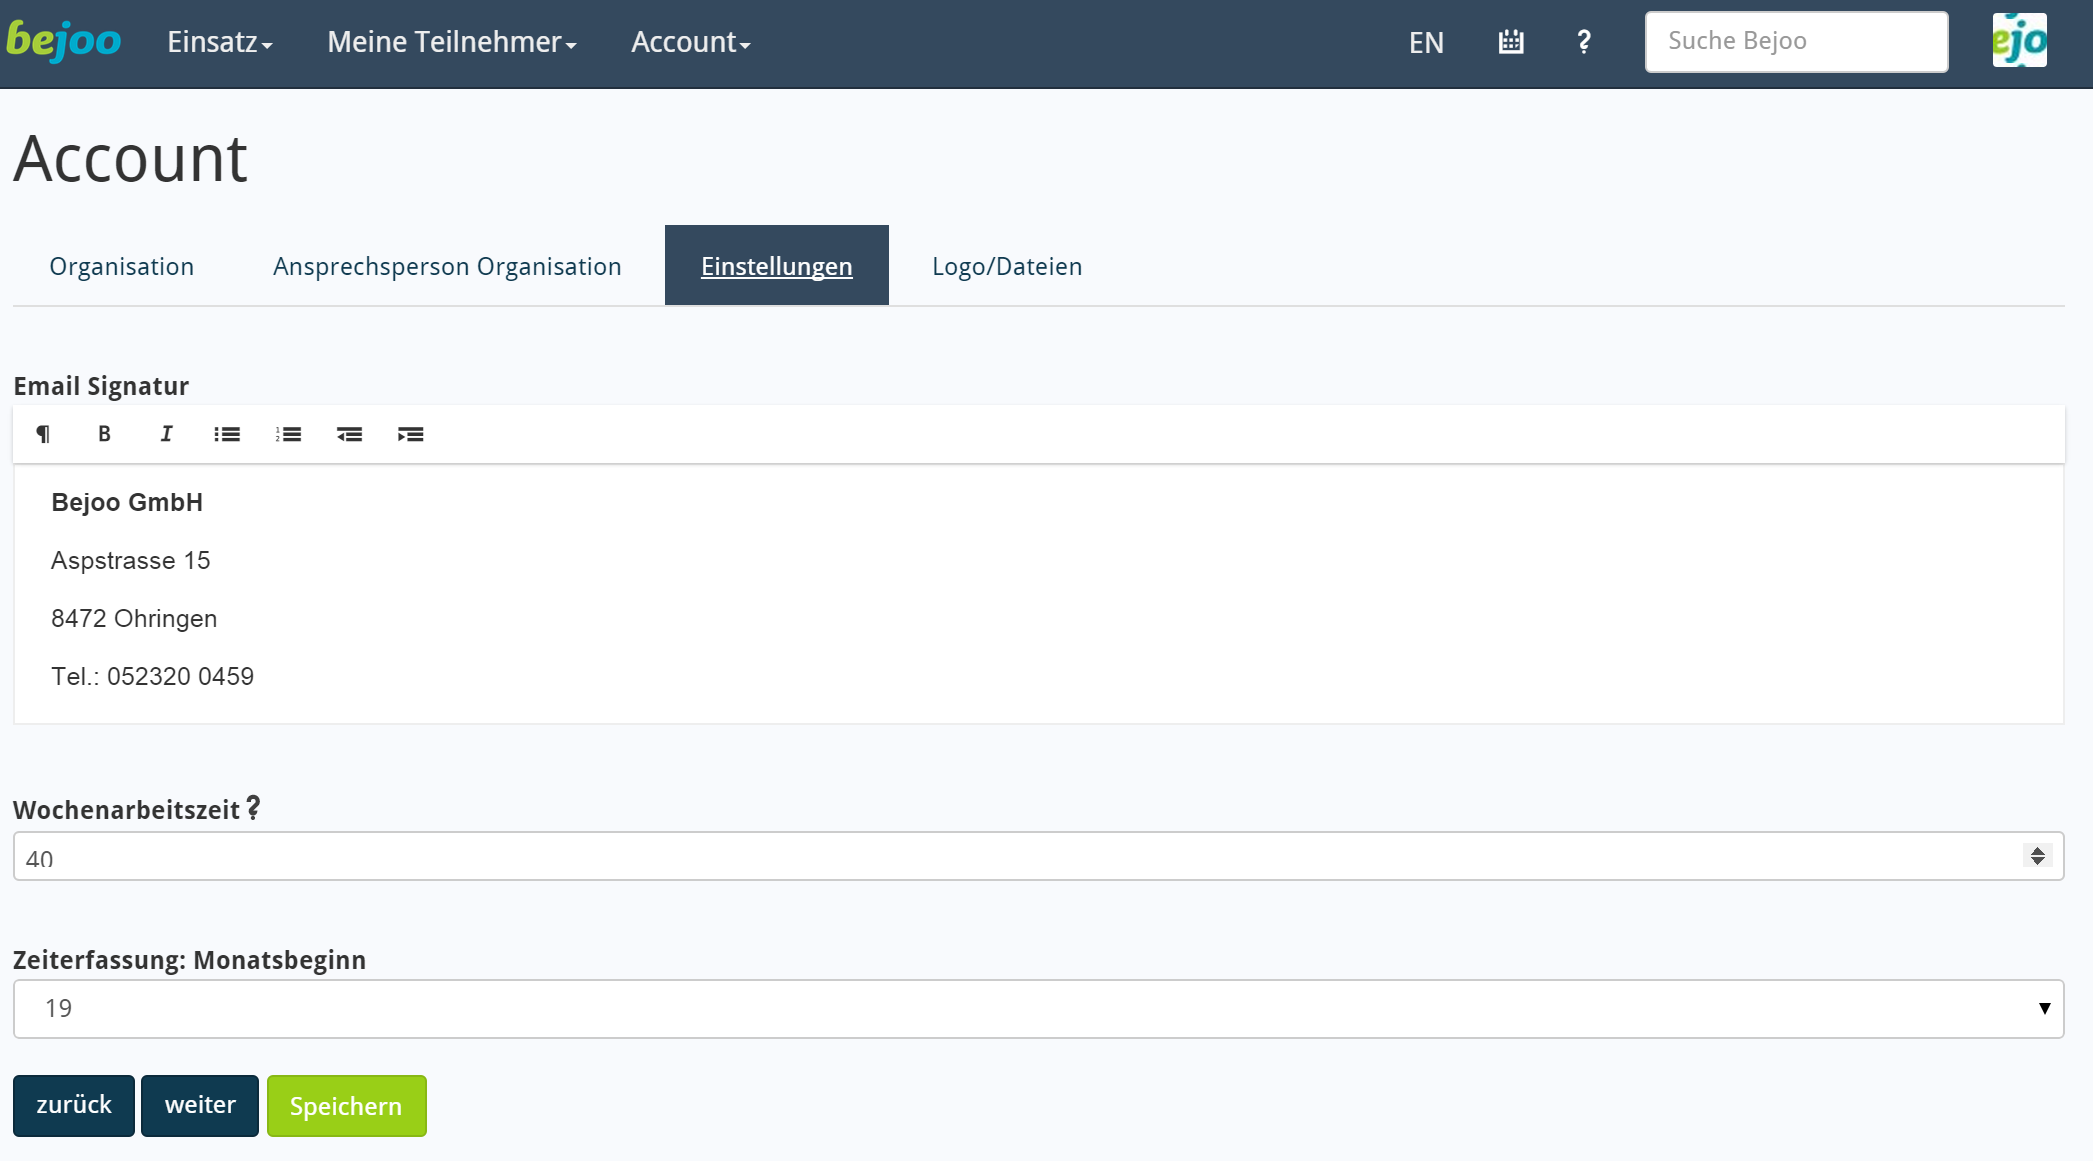 bejoo Einsatz Meine Teilnehmer Account EN ? Suche Bejoo ejo
Account
Organisation Ansprechsperson Organisation Einstellungen Logo/Dateien
Email Signatur
¶ B I
Bejoo GmbH
Aspstrasse 15
8472 Ohringen
Tel.: 052320 0459
Wochenarbeitszeit ?
40
Zeiterfassung: Monatsbeginn
19
zurück weiter Speichern